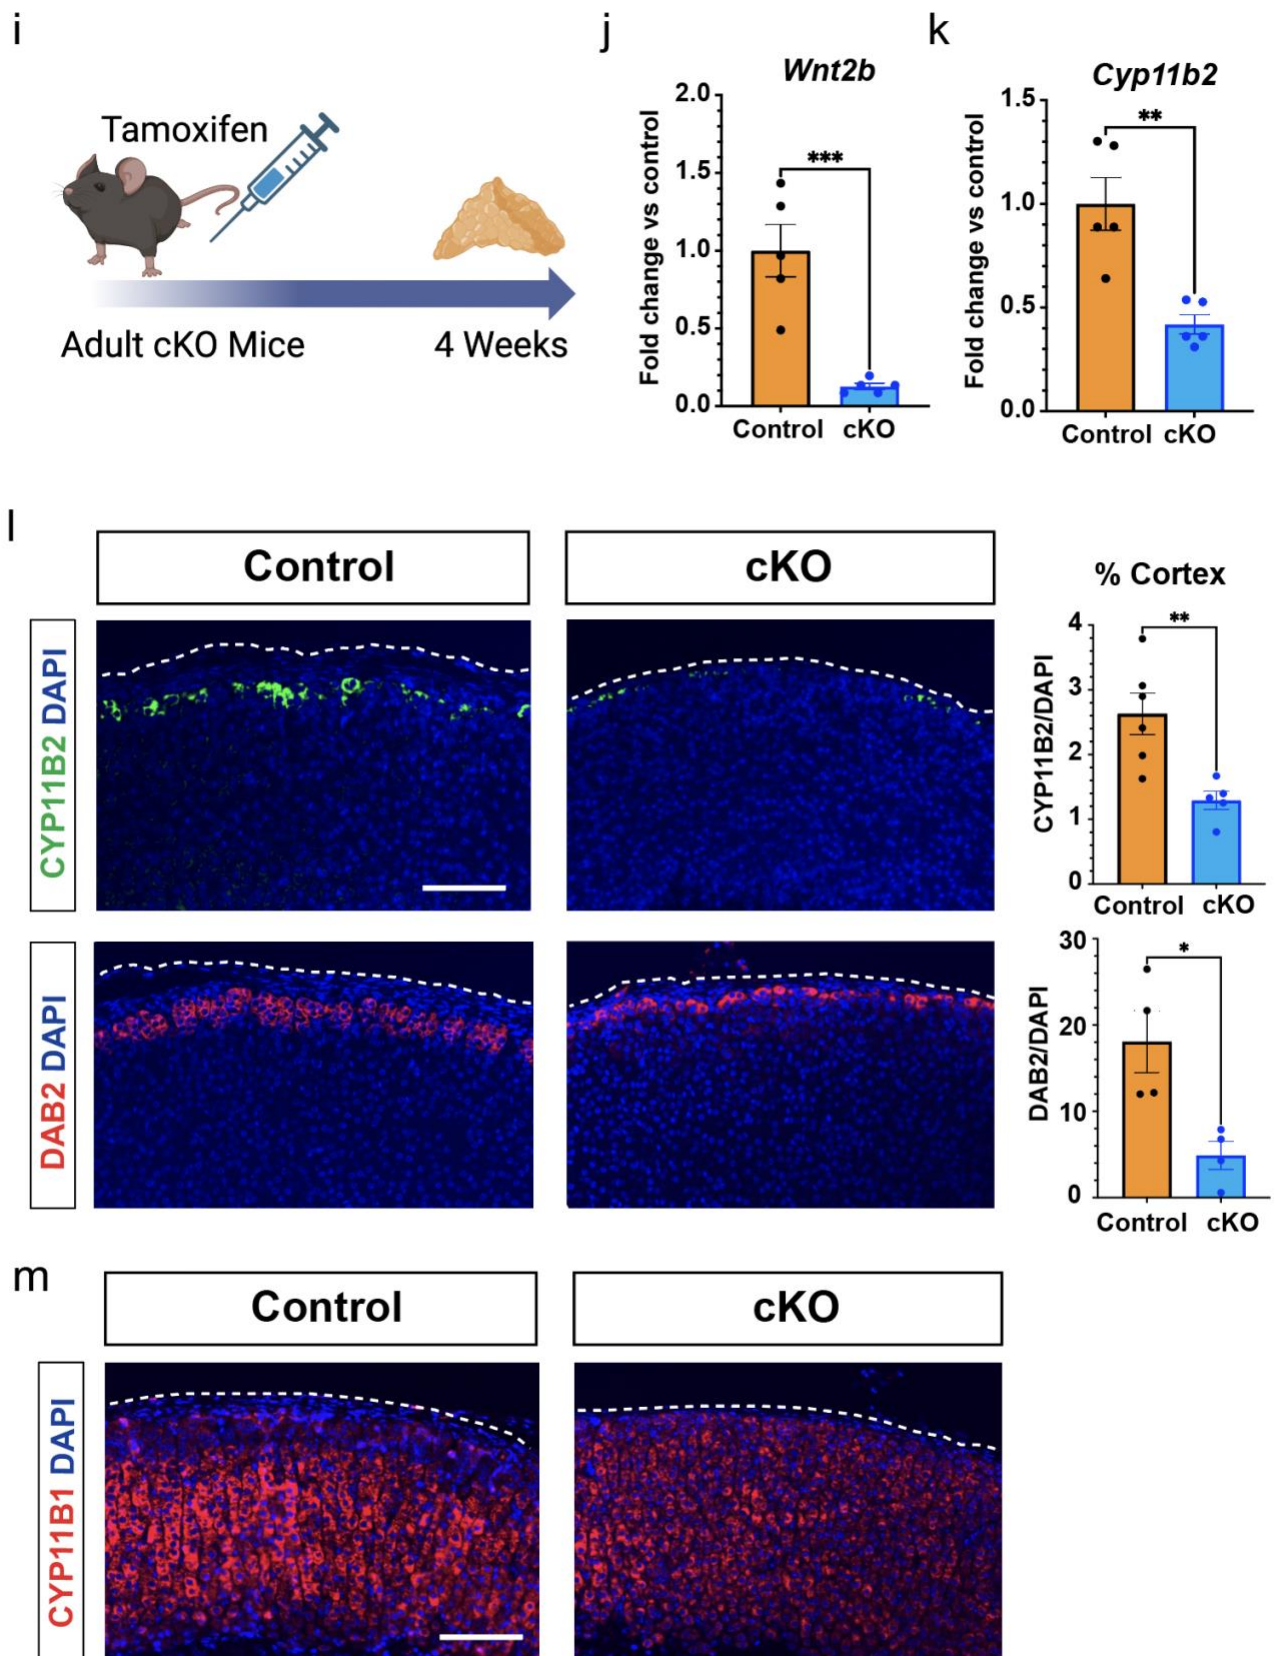 i
Tamoxifen
Adult cKO Mice
4 Weeks
j
Wnt2b
Fold change vs control
2.0
1.5
1.0
0.5
0.0
***
Control
cKO
k
Cyp11b2
Fold change vs control
1.5
1.0
0.5
0.0
**
Control
cKO
l
Control
cKO
% Cortex
CYP11B2 DAPI
CYP11B2/DAPI
4
3
2
1
0
**
Control
cKO
DAB2 DAPI
DAB2/DAPI
30
20
10
0
*
Control
cKO
m
Control
cKO
CYP11B1 DAPI